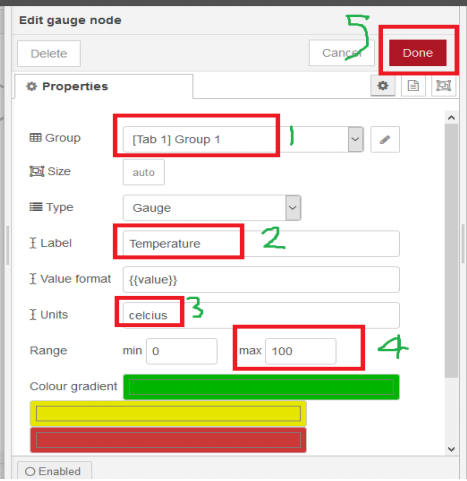 Edit gauge node
5
Delete
Cancel
Done
Properties
Group
[Tab 1] Group 1
1
Size
auto
Type
Gauge
Label
Temperature
2
Value format
{{value}}
Units
celcius
3
Range
min
0
max
100
4
Colour gradient
Enabled